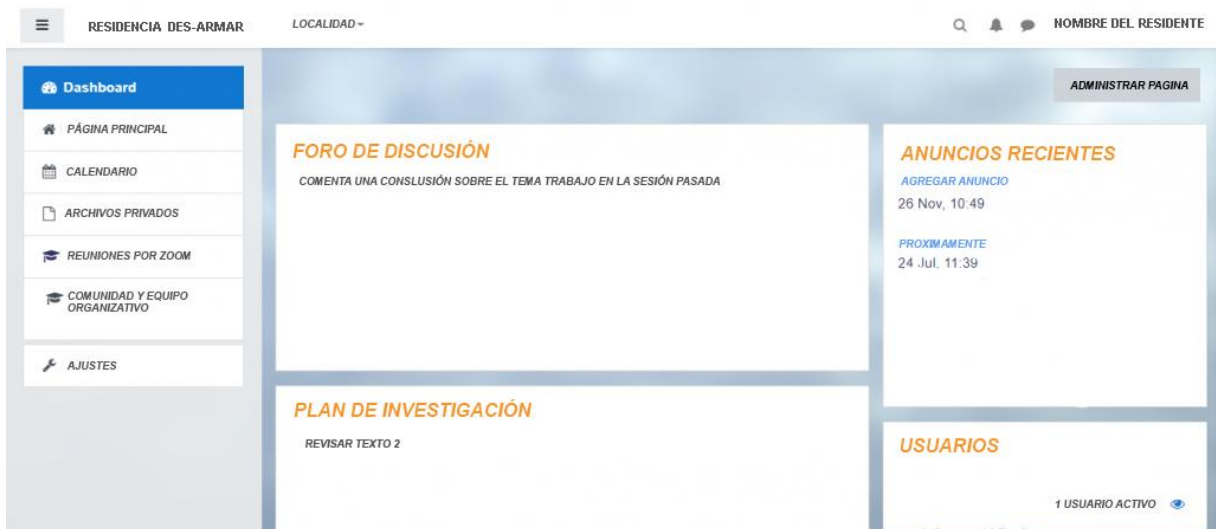 RESIDENCIA DES-ARMAR
LOCALIDAD
NOMBRE DEL RESIDENTE
Dashboard
PÁGINA PRINCIPAL
CALENDARIO
ARCHIVOS PRIVADOS
REUNIONES POR ZOOM
COMUNIDAD Y EQUIPO
ORGANIZATIVO
AJUSTES
ADMINISTRAR PAGINA
FORO DE DISCUSIÓN
COMENTA UNA CONSLUSIÓN SOBRE EL TEMA TRABAJO EN LA SESIÓN PASADA
PLAN DE INVESTIGACIÓN
REVISAR TEXTO 2
ANUNCIOS RECIENTES
AGREGAR ANUNCIO
26 Nov, 10:49
PROXIMAMENTE
24 Jul, 11:39
USUARIOS
1 USUARIO ACTIVO